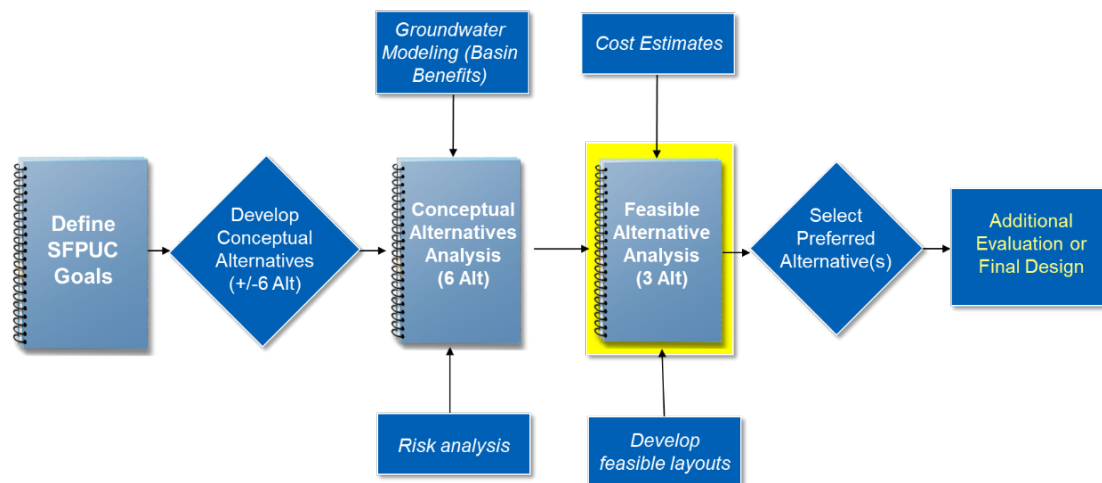 Groundwater
Modeling (Basin
Benefits)
Cost Estimates
Define
SFPUC
Goals
Develop
Conceptual
Alternatives
(+/-6 Alt)
Conceptual
Alternatives
Analysis
(6 Alt)
Feasible
Alternative
Analysis
(3 Alt)
Select
Preferred
Alternative(s)
Additional
Evaluation or
Final Design
Risk analysis
Develop
feasible layouts